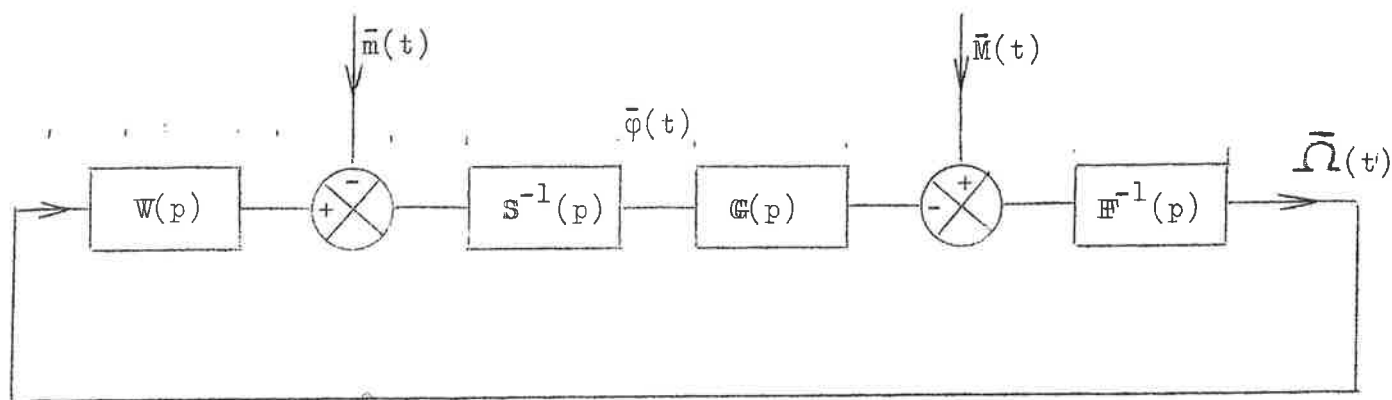 m̄(t)
M̄(t)
φ̄(t)
Ω̄(t)
W(p)
+
-
S⁻¹(p)
G(p)
-
+
F⁻¹(p)